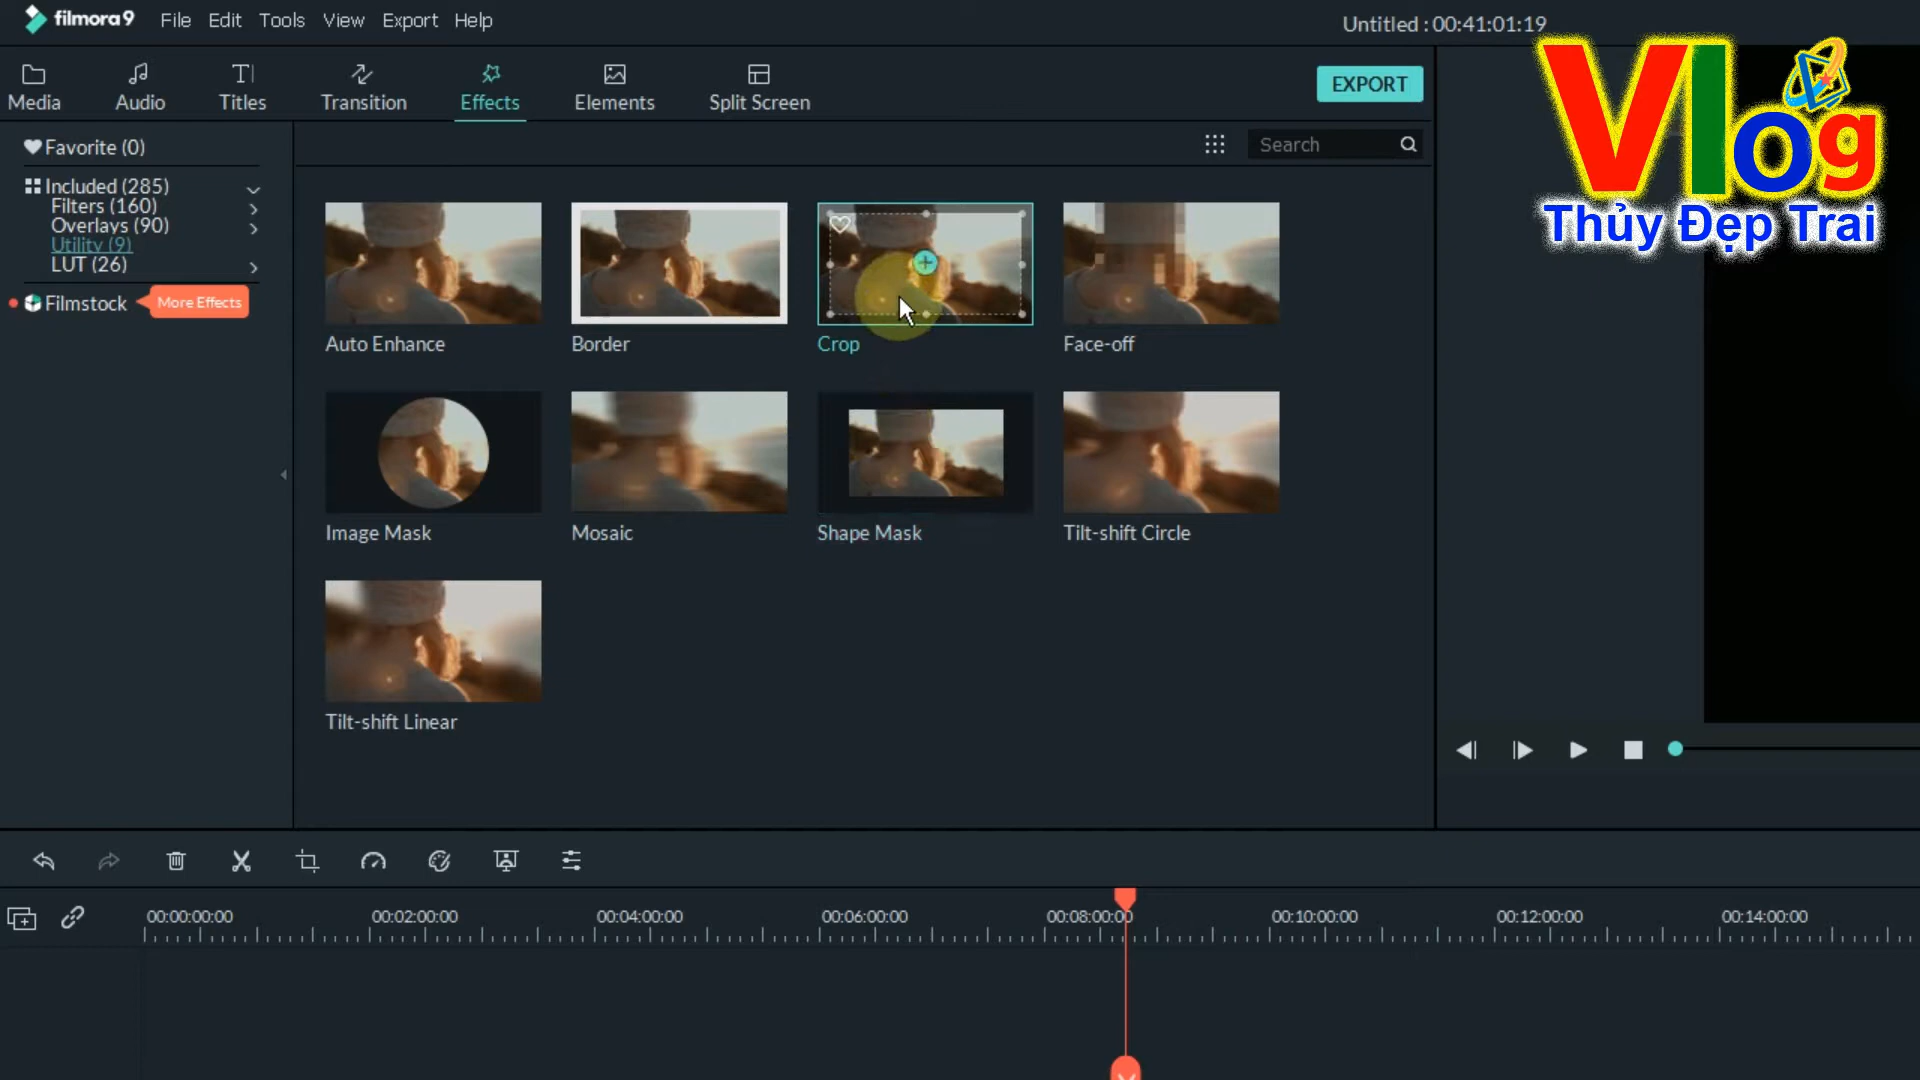 filmora9 File Edit Tools View Export Help
Untitled : 00:41:01:19
Media Audio Titles Transition Effects Elements Split Screen
EXPORT
Vlog
Thủy Đẹp Trai
Favorite (0)
Search
Included (285)
Filters (160)
Overlays (90)
Utility (9)
LUT (26)
Filmstock More Effects
Auto Enhance Border Crop Face-off
Image Mask Mosaic Shape Mask Tilt-shift Circle
Tilt-shift Linear
00:00:00:00 00:02:00:00 00:04:00:00 00:06:00:00 00:08:00:00 00:10:00:00 00:12:00:00 00:14:00:00